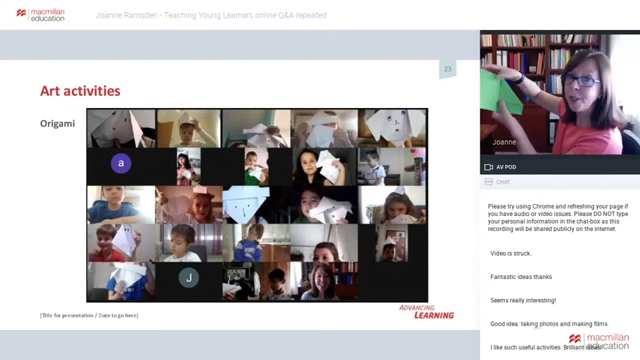 macmillan
education
Joanne Ramsden - Teaching Young Learners online Q&A repeated
23
Art activities
Origami
a
J
ADVANCING
LEARNING
[Title for presentation / Date to go here]
Joanne
AV POD
CHAT
Please try using Chrome and refreshing your page if
you have audio or video issues. Please DO NOT type
your personal information in the chat-box as this
recording will be shared publicly on the internet.
Video is struck.
Fantastic ideas thanks
Seems really interesting!
Good idea: taking photos and making films.
I like such useful activities. Brilliant
macmillan
education